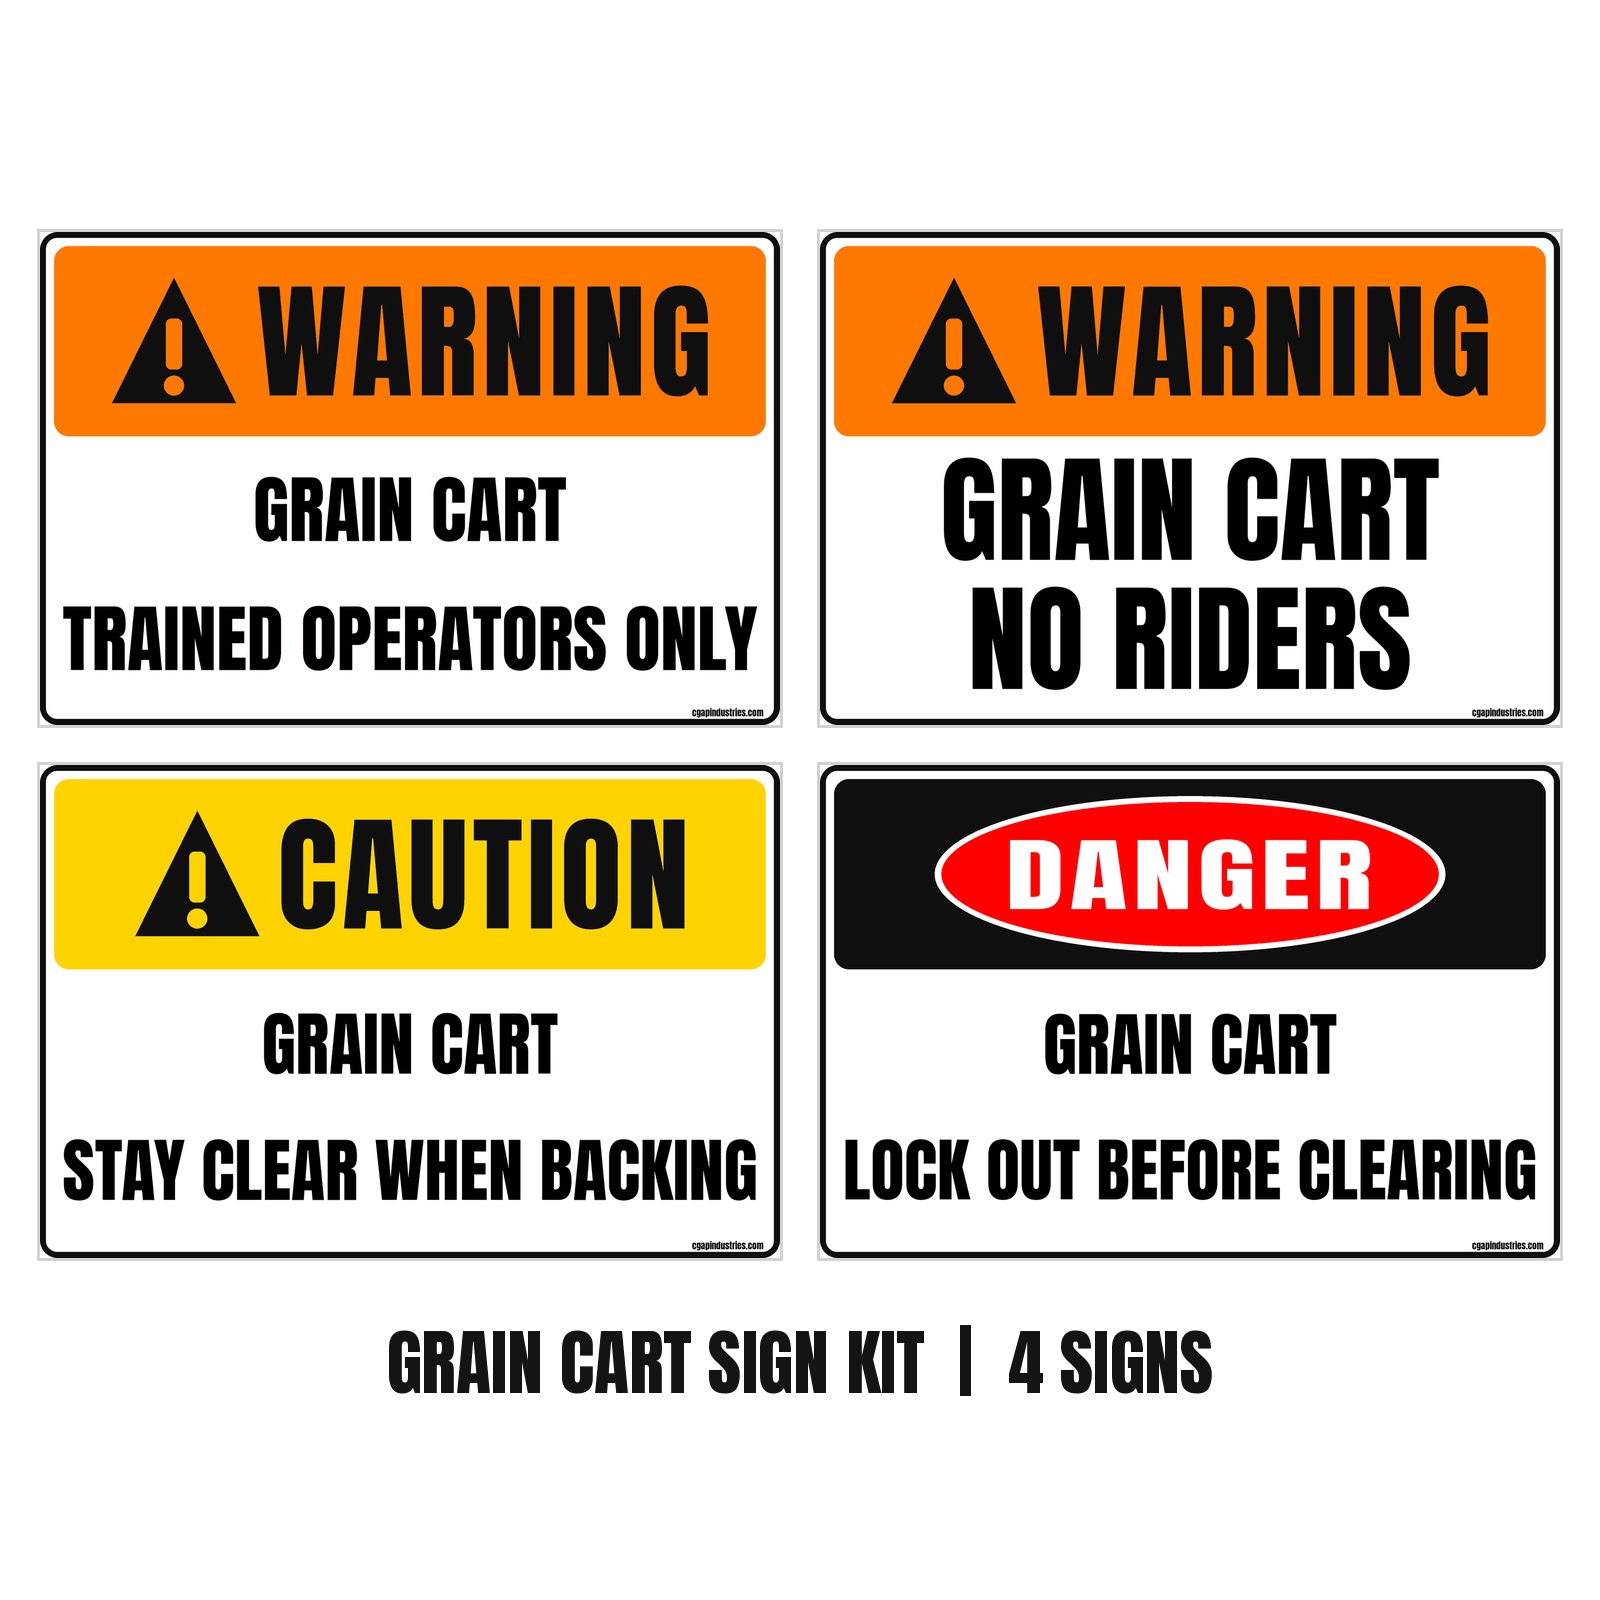 WARNING
GRAIN CART
TRAINED OPERATORS ONLY
cgapindustries.com
WARNING
GRAIN CART
NO RIDERS
cgapindustries.com
CAUTION
GRAIN CART
STAY CLEAR WHEN BACKING
cgapindustries.com
DANGER
GRAIN CART
LOCK OUT BEFORE CLEARING
cgapindustries.com
GRAIN CART SIGN KIT | 4 SIGNS